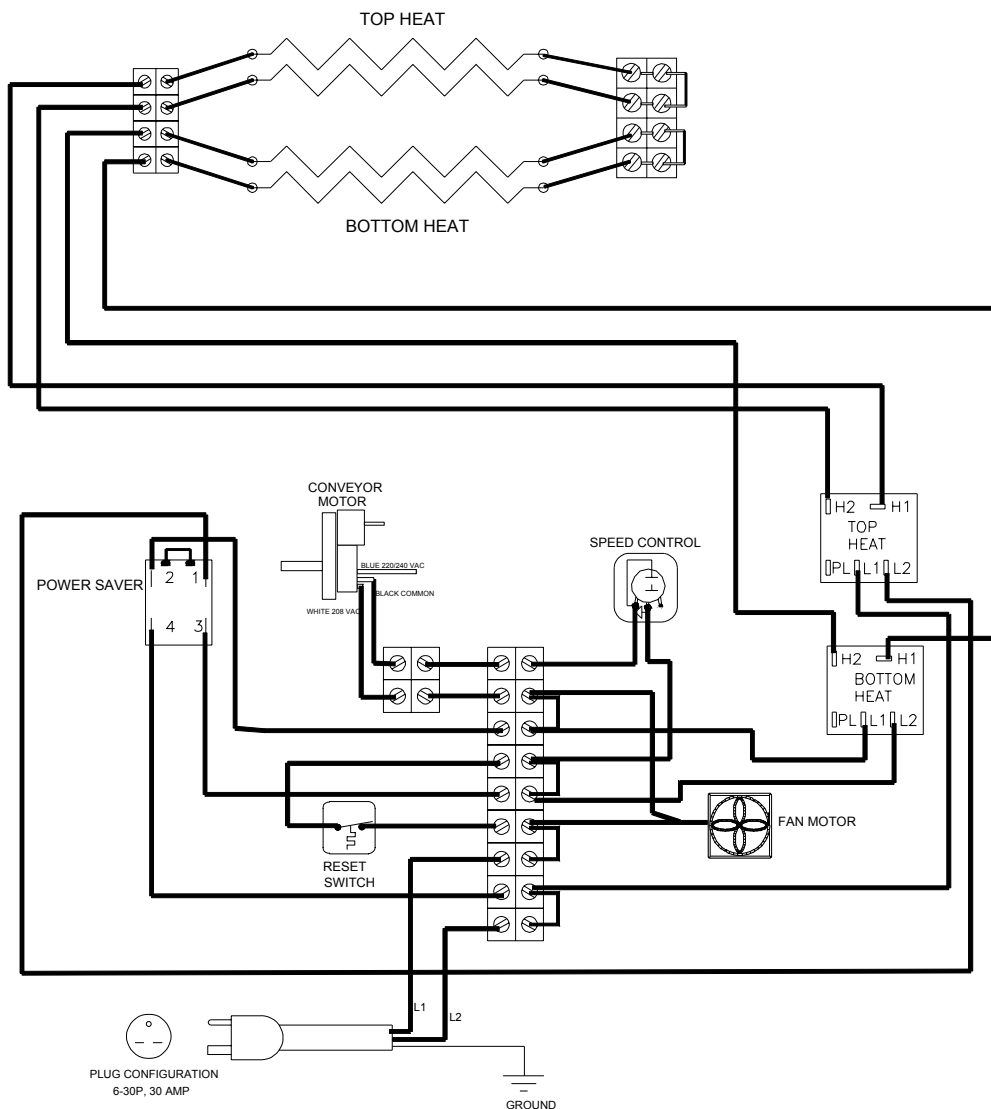 TOP HEAT
BOTTOM HEAT
CONVEYOR
MOTOR
BLUE 220/240 VAC
BLACK COMMON
WHITE 208 VAC
SPEED CONTROL
H2 H1
TOP
HEAT
PL L1 L2
POWER SAVER
2 1
4 3
H2 H1
BOTTOM
HEAT
PL L1 L2
FAN MOTOR
RESET
SWITCH
L1
L2
PLUG CONFIGURATION
6-30P, 30 AMP
GROUND